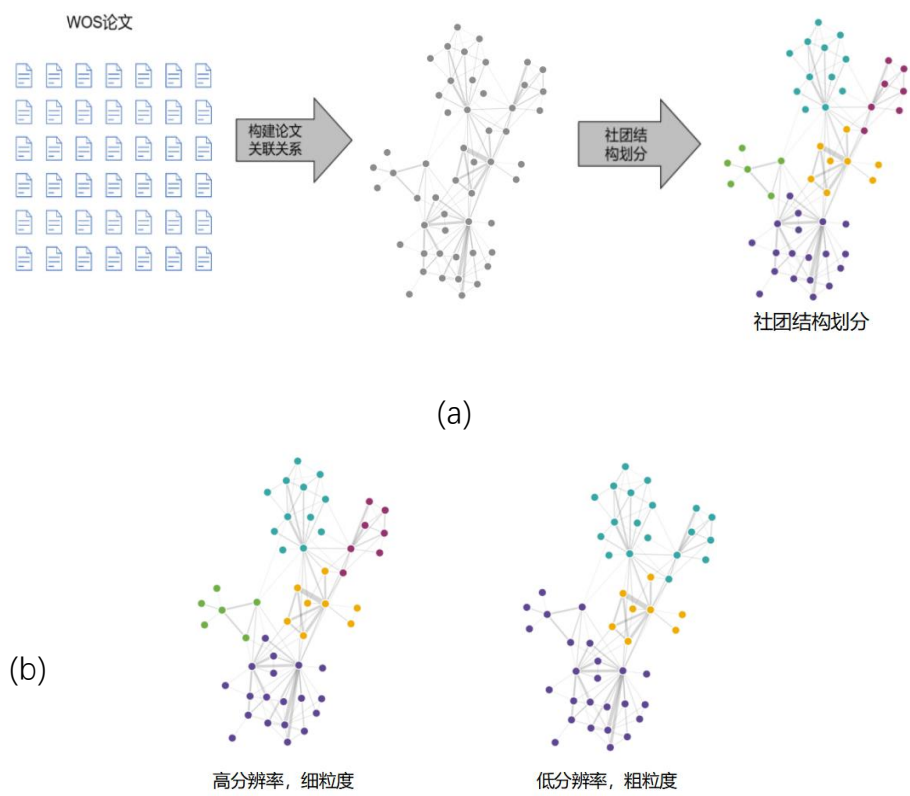 WOS论文
构建论文
关联关系
社团结
构划分
社团结构划分
(a)
(b)
高分辨率，细粒度
低分辨率，粗粒度